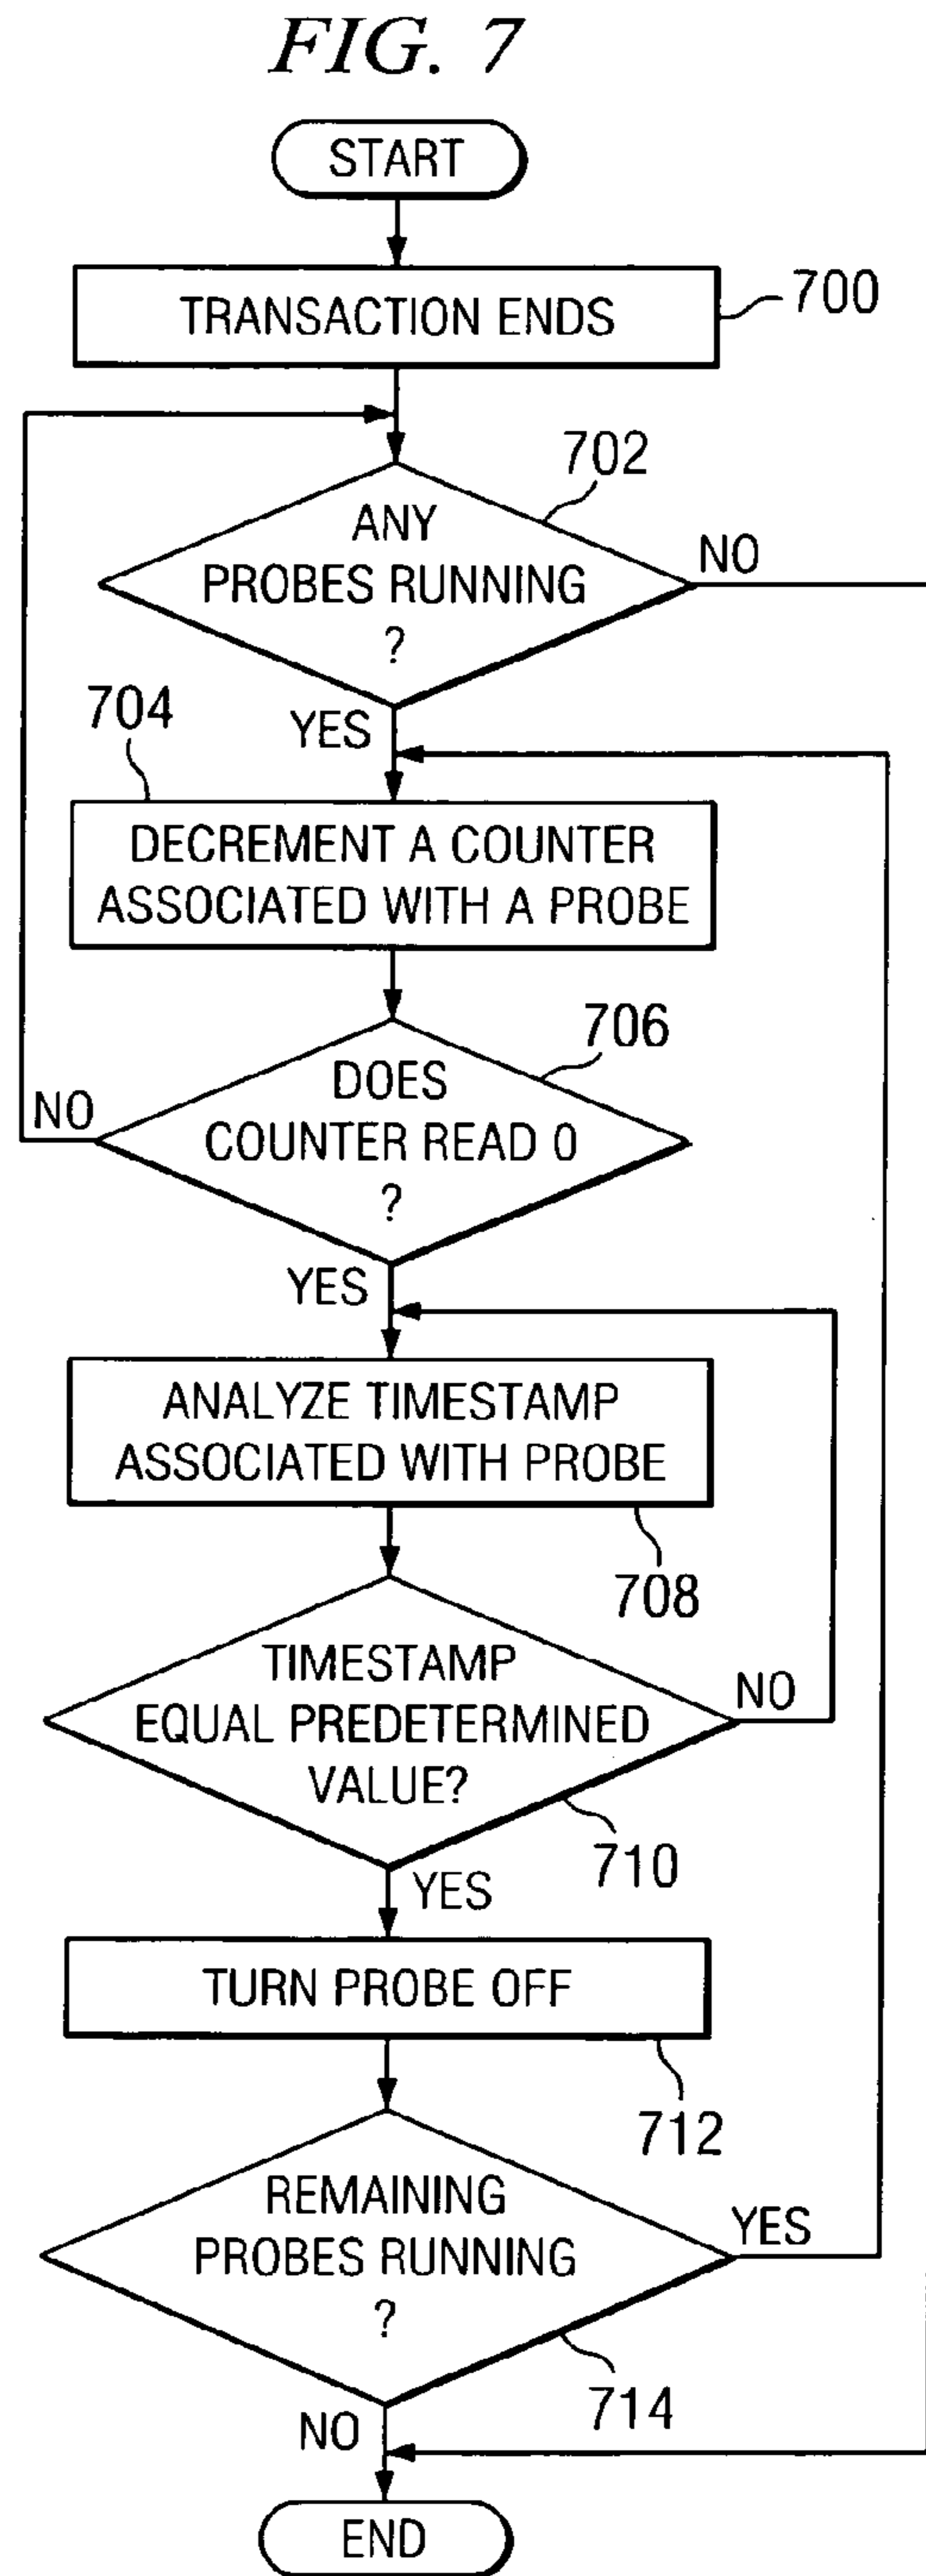 FIG. 7
START
TRANSACTION ENDS
700
702
ANY
PROBES RUNNING
?
NO
YES
704
DECREMENT A COUNTER
ASSOCIATED WITH A PROBE
706
DOES
COUNTER READ 0
?
NO
YES
ANALYZE TIMESTAMP
ASSOCIATED WITH PROBE
708
TIMESTAMP
EQUAL PREDETERMINED
VALUE?
NO
710
YES
TURN PROBE OFF
712
REMAINING
PROBES RUNNING
?
YES
714
NO
END